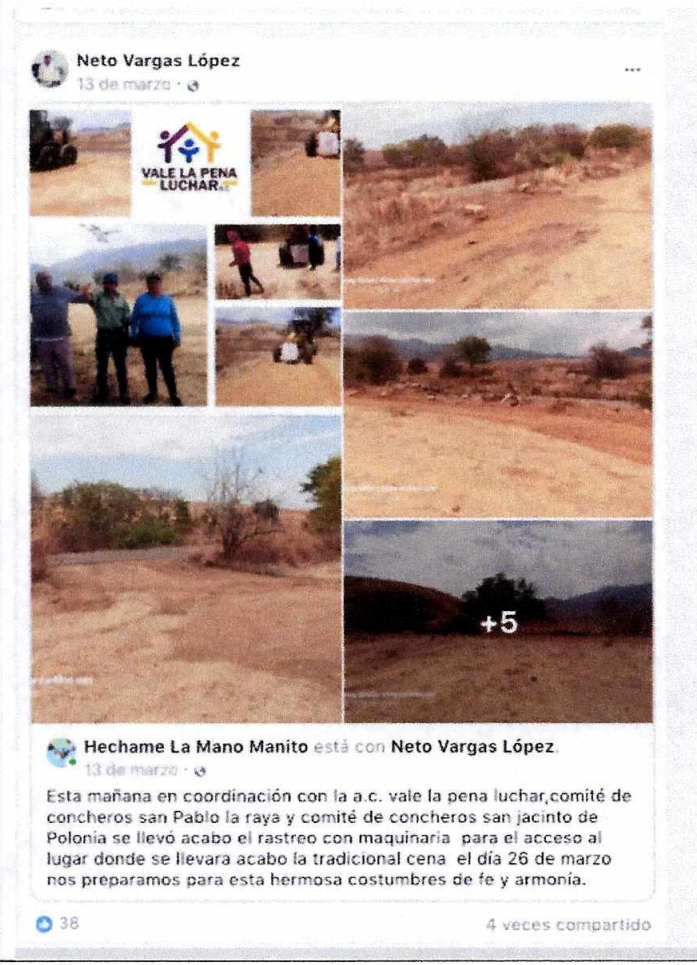 Neto Vargas López
13 de marzo
VALE LA PENA
LUCHAR A.C.
+5
Hechame La Mano Manito está con Neto Vargas López.
13 de marzo
Esta mañana en coordinación con la a.c. vale la pena luchar,comité de
concheros san Pablo la raya y comité de concheros san jacinto de
Polonia se llevó acabo el rastreo con maquinaria para el acceso al
lugar donde se llevara acabo la tradicional cena el día 26 de marzo
nos preparamos para esta hermosa costumbres de fe y armonía.
38
4 veces compartido